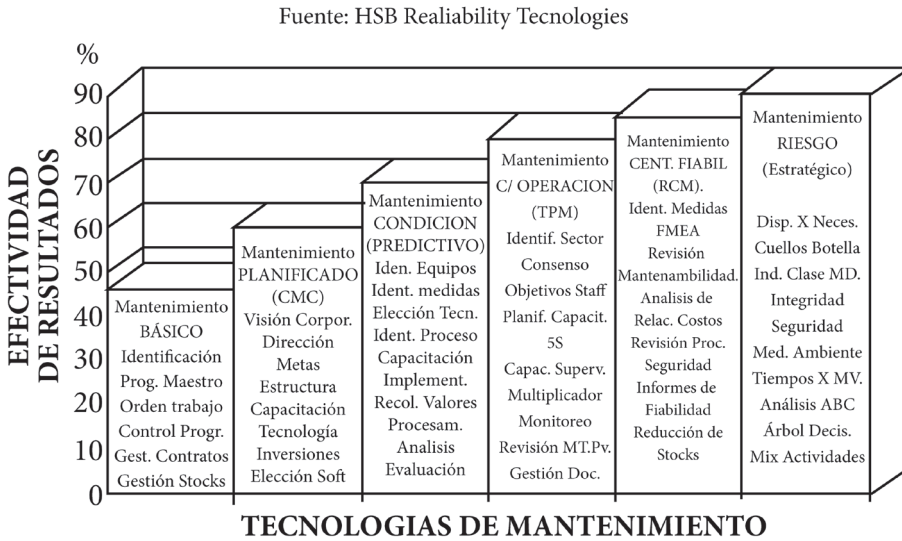 Fuente: HSB Realiability Tecnologies
%
90
80
70
60
50
40
30
20
10
0
EFECTIVIDAD
DE RESULTADOS
Mantenimiento
BÁSICO
Identificación
Prog. Maestro
Orden trabajo
Control Progr.
Gest. Contratos
Gestión Stocks
Mantenimiento
PLANIFICADO
(CMC)
Visión Corpor.
Dirección
Metas
Estructura
Capacitación
Tecnología
Inversiones
Elección Soft
Mantenimiento
CONDICION
(PREDICTIVO)
Iden. Equipos
Ident. medidas
Elección Tecn.
Ident. Proceso
Capacitación
Implement.
Recol. Valores
Procesam.
Analisis
Evaluación
Mantenimiento
C/ OPERACION
(TPM)
Identif. Sector
Consenso
Objetivos Staff
Planif. Capacit.
5S
Capac. Superv.
Multiplicador
Monitoreo
Revisión MT.Pv.
Gestión Doc.
Mantenimiento
CENT. FIABIL
(RCM).
Ident. Medidas
FMEA
Revisión
Mantenambilidad.
Analisis de
Relac. Costos
Revisión Proc.
Seguridad
Informes de
Fiabilidad
Reducción de
Stocks
Mantenimiento
RIESGO
(Estratégico)
Disp. X Neces.
Cuellos Botella
Ind. Clase MD.
Integridad
Seguridad
Med. Ambiente
Tiempos X MV.
Análisis ABC
Árbol Decis.
Mix Actividades
TECNOLOGIAS DE MANTENIMIENTO